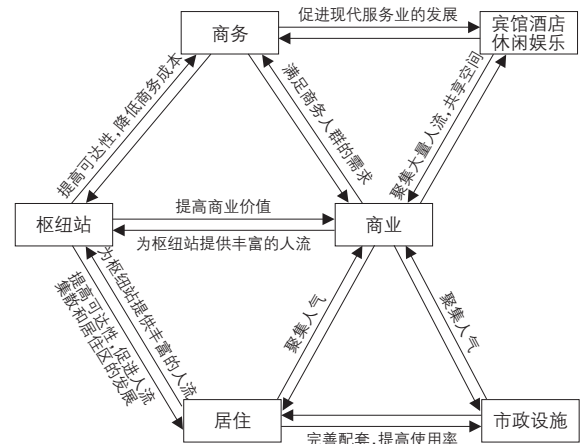 促进现代服务业的发展
商务
宾馆酒店
休闲娱乐
提高可达性,降低商务成本
满足商务人群的需求
聚集大量人流,共享空间
枢纽站
提高商业价值
为枢纽站提供丰富的人流
商业
为枢纽站提供丰富的人流
提高可达性,促进人流
集散和居住区的发展
聚集人气
聚集人气
居住
市政设施
完善配套,提高使用率